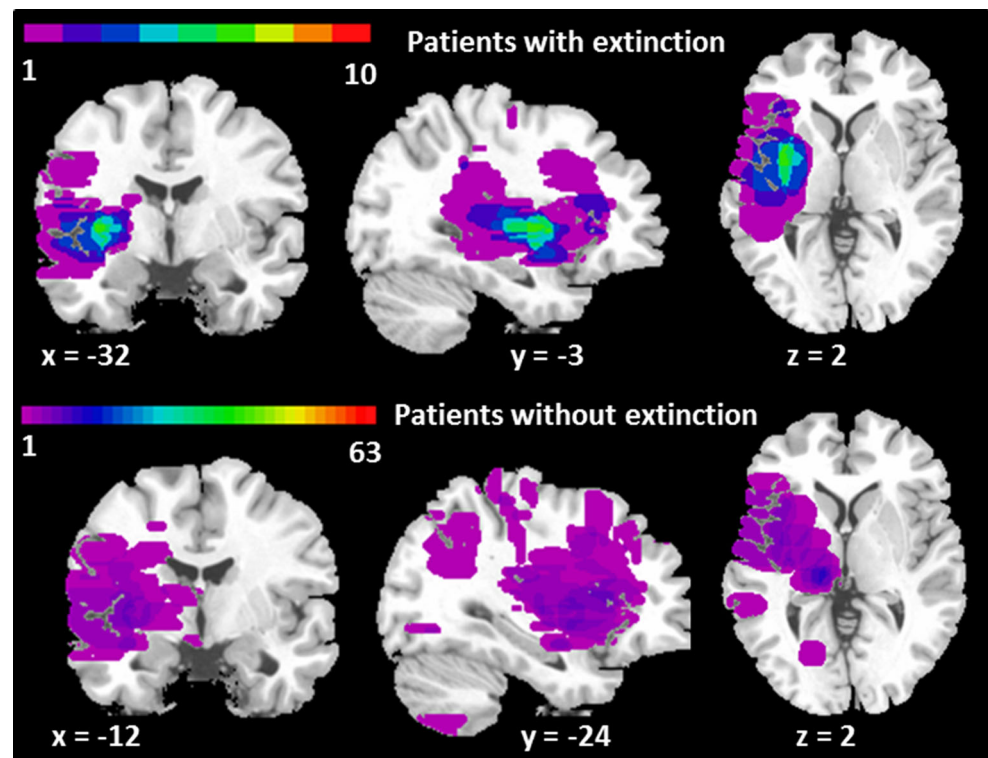 Patients with extinction
1 10
x = -32 y = -3 z = 2
Patients without extinction
1 63
x = -12 y = -24 z = 2